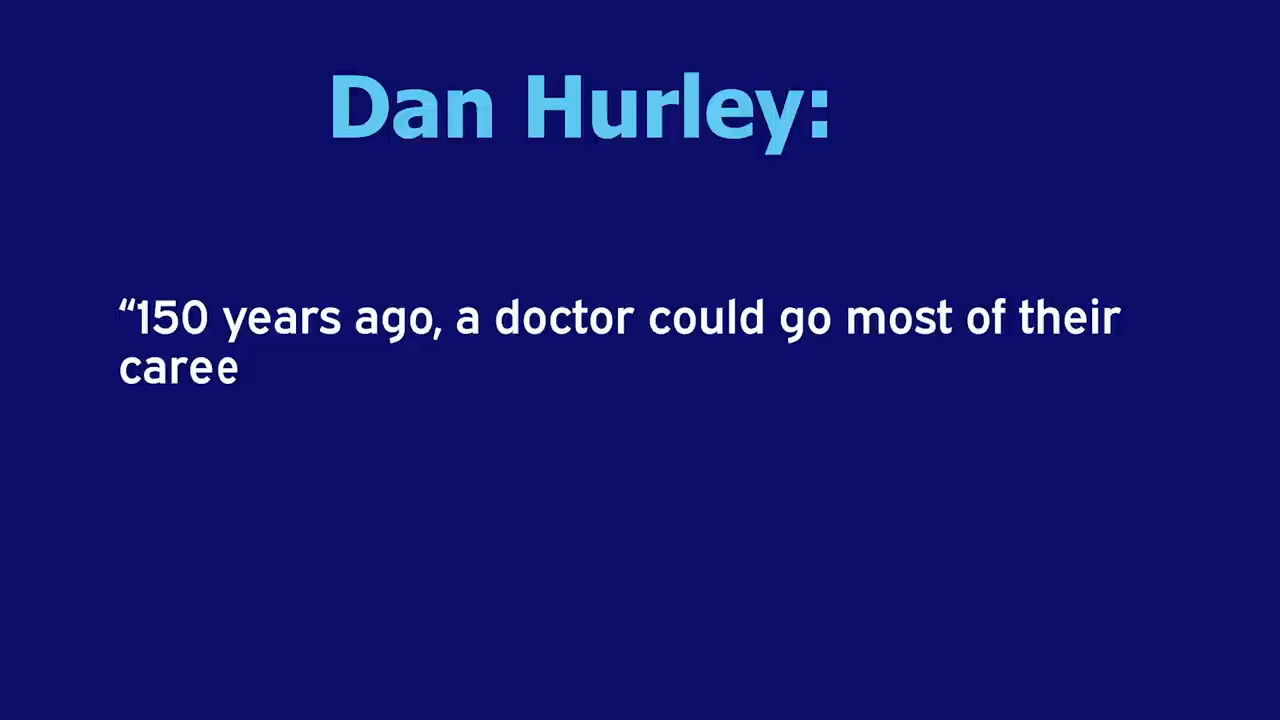 Dan Hurley:
“150 years ago, a doctor could go most of their
caree